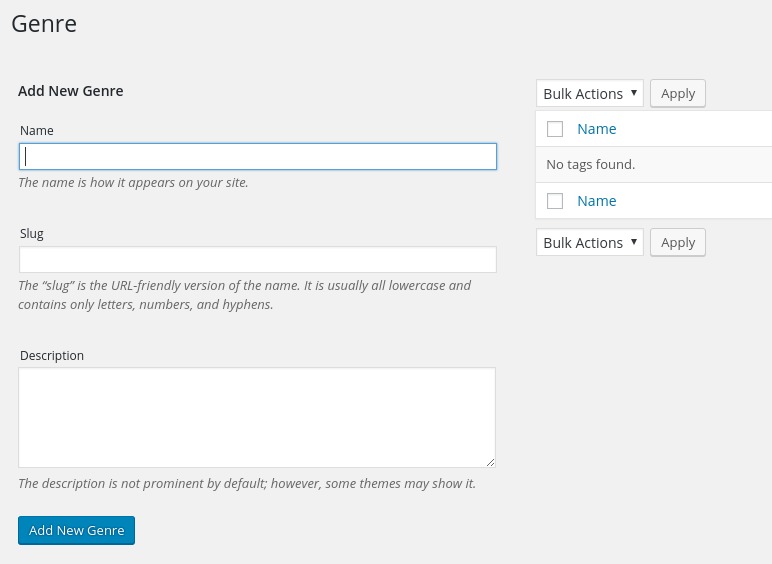 Genre
Add New Genre
Name
The name is how it appears on your site.
Slug
The “slug” is the URL-friendly version of the name. It is usually all lowercase and
contains only letters, numbers, and hyphens.
Description
The description is not prominent by default; however, some themes may show it.
Add New Genre
Bulk Actions
Apply
Name
No tags found.
Name
Bulk Actions
Apply